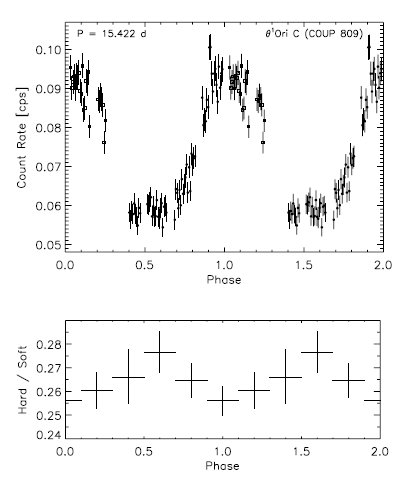 P = 15.422 d
θ¹Ori C (COUP 809)
0.10
0.09
0.08
0.07
0.06
0.05
Count Rate [cps]
0.0 0.5 1.0 1.5 2.0
Phase
0.28
0.27
0.26
0.25
0.24
Hard / Soft
0.0 0.5 1.0 1.5 2.0
Phase